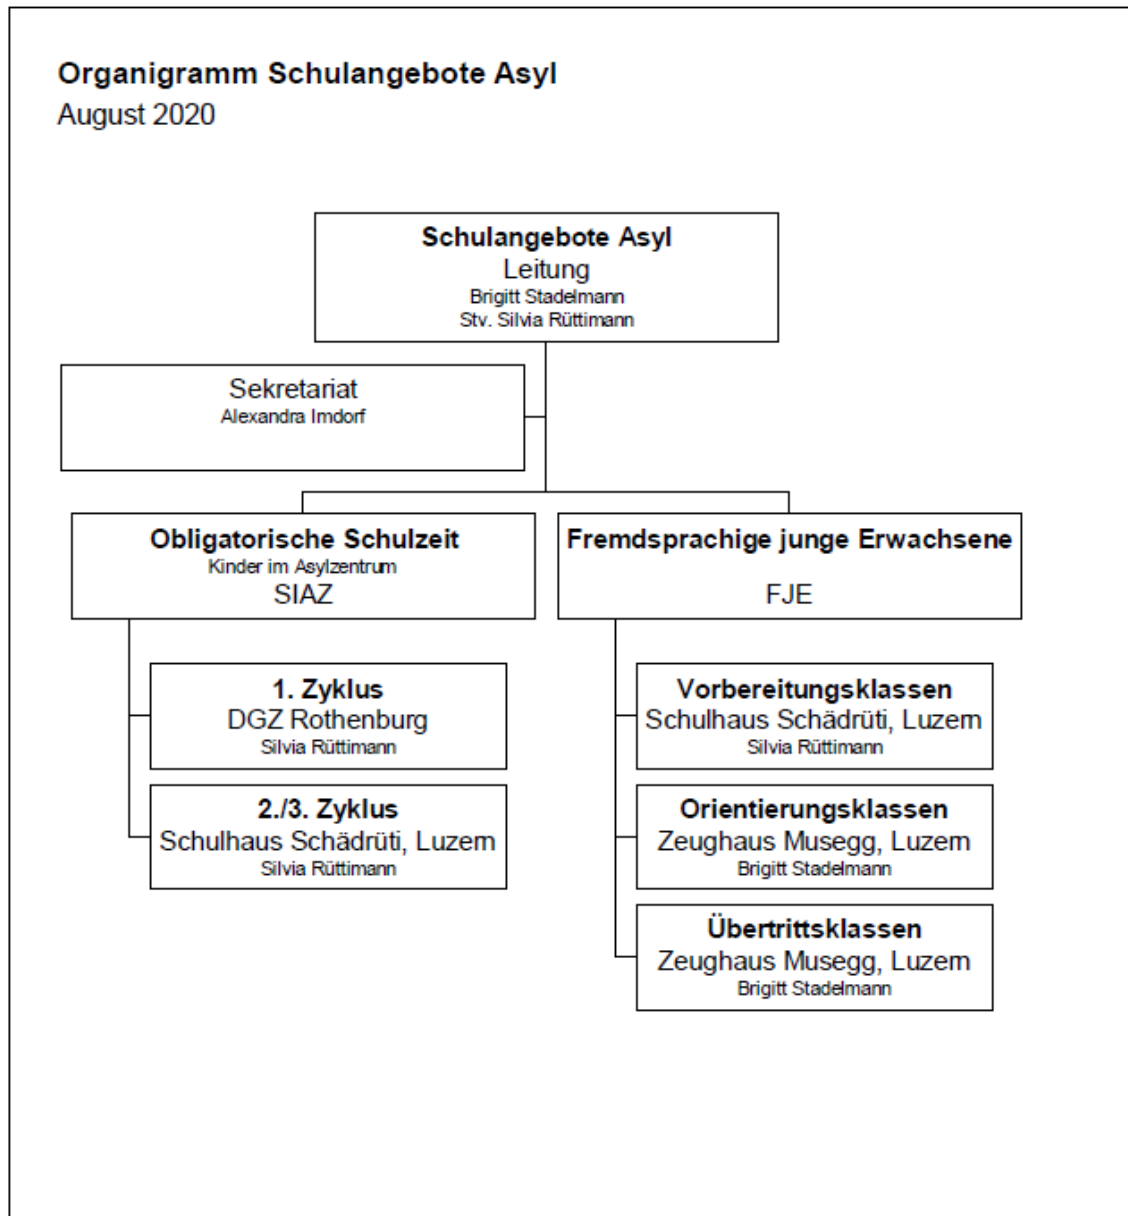 Organigramm Schulangebote Asyl
August 2020
Schulangebote Asyl
Leitung
Brigitt Stadelmann
Stv. Silvia Rüttimann
Sekretariat
Alexandra Imdorf
Obligatorische Schulzeit
Kinder im Asylzentrum
SIAZ
1. Zyklus
DGZ Rothenburg
Silvia Rüttimann
2./3. Zyklus
Schulhaus Schädrüti, Luzern
Silvia Rüttimann
Fremdsprachige junge Erwachsene
FJE
Vorbereitungsklassen
Schulhaus Schädrüti, Luzern
Silvia Rüttimann
Orientierungsklassen
Zeughaus Musegg, Luzern
Brigitt Stadelmann
Übertrittsklassen
Zeughaus Musegg, Luzern
Brigitt Stadelmann